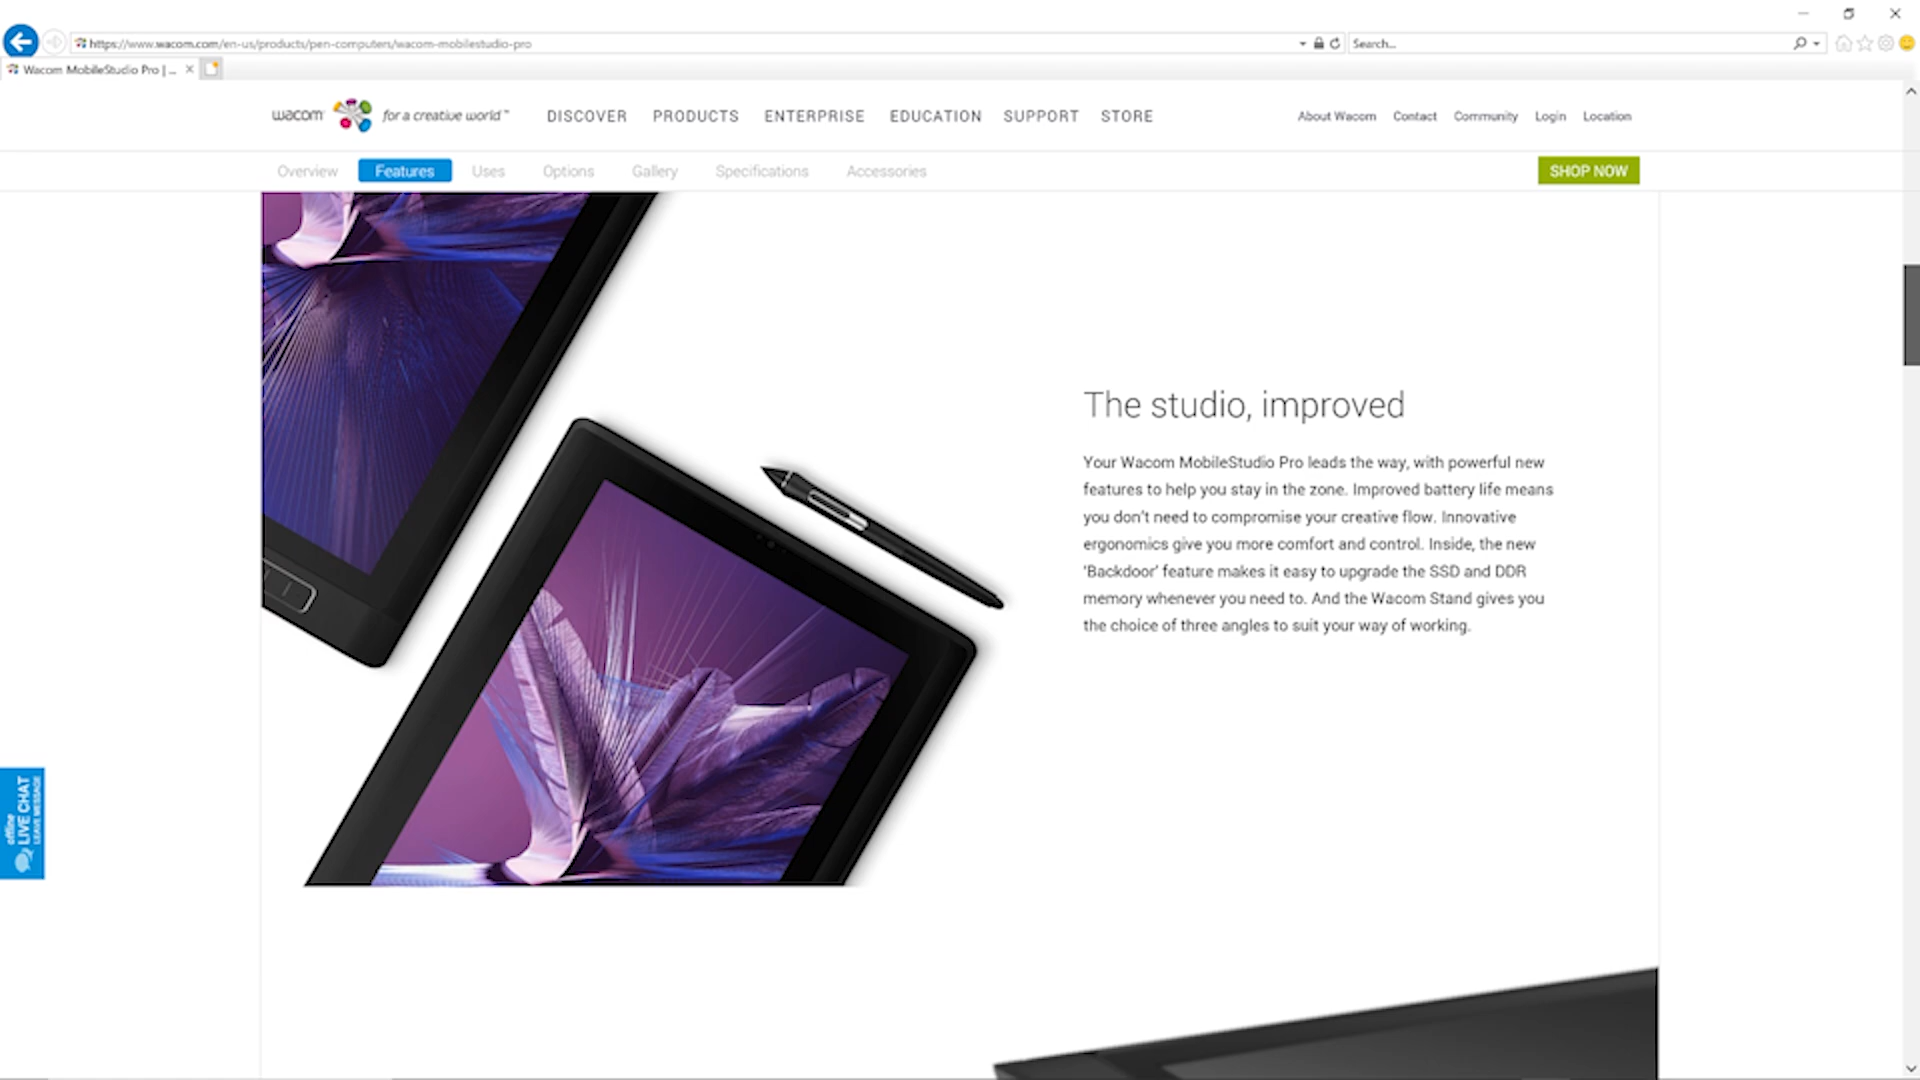 https://www.wacom.com/en-us/products/pen-computers/wacom-mobilestudio-pro
Search...
Wacom MobileStudio Pro | ...
wacom for a creative world™
DISCOVER PRODUCTS ENTERPRISE EDUCATION SUPPORT STORE
About Wacom Contact Community Login Location
Overview Features Uses Options Gallery Specifications Accessories
SHOP NOW
The studio, improved
Your Wacom MobileStudio Pro leads the way, with powerful new
features to help you stay in the zone. Improved battery life means
you don't need to compromise your creative flow. Innovative
ergonomics give you more comfort and control. Inside, the new
'Backdoor' feature makes it easy to upgrade the SSD and DDR
memory whenever you need to. And the Wacom Stand gives you
the choice of three angles to suit your way of working.
offline
LIVE CHAT
LEAVE MESSAGE